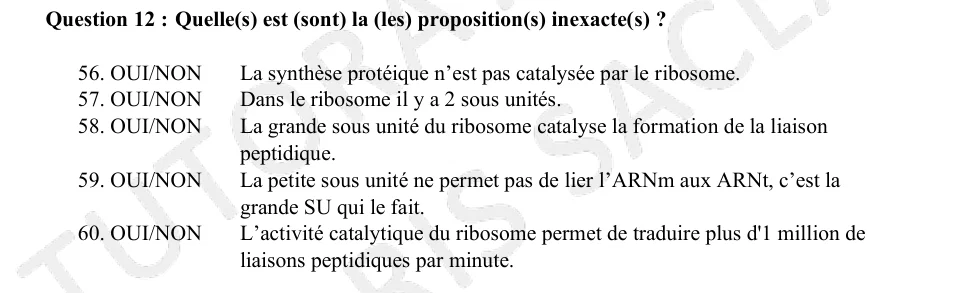 Question 12 : Quelle(s) est (sont) la (les) proposition(s) inexacte(s) ?
56. OUI/NON La synthèse protéique n’est pas catalysée par le ribosome.
57. OUI/NON Dans le ribosome il y a 2 sous unités.
58. OUI/NON La grande sous unité du ribosome catalyse la formation de la liaison
peptidique.
59. OUI/NON La petite sous unité ne permet pas de lier l’ARNm aux ARNt, c’est la
grande SU qui le fait.
60. OUI/NON L’activité catalytique du ribosome permet de traduire plus d'1 million de
liaisons peptidiques par minute.